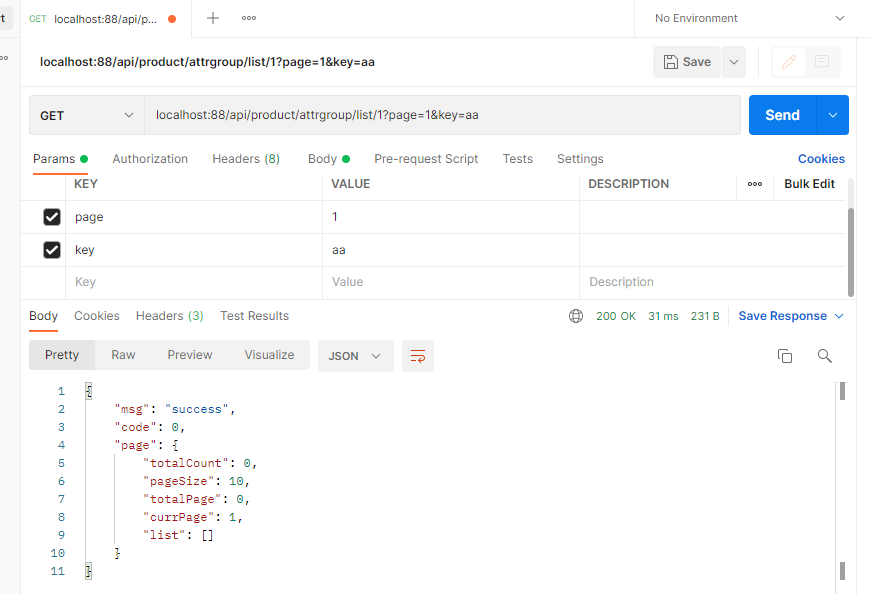 GET localhost:88/api/p...
No Environment
localhost:88/api/product/attrgroup/list/1?page=1&key=aa
Save
GET localhost:88/api/product/attrgroup/list/1?page=1&key=aa Send
Params Authorization Headers (8) Body Pre-request Script Tests Settings Cookies
KEY VALUE DESCRIPTION Bulk Edit
page 1
key aa
Key Value Description
Body Cookies Headers (3) Test Results 200 OK 31 ms 231 B Save Response
Pretty Raw Preview Visualize JSON
1 {
2 "msg": "success",
3 "code": 0,
4 "page": {
5 "totalCount": 0,
6 "pageSize": 10,
7 "totalPage": 0,
8 "currPage": 1,
9 "list": []
10 }
11 }